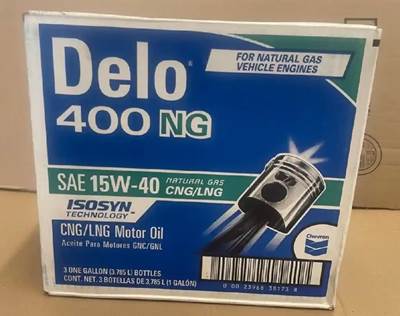 Delo®
400 NG
FOR NATURAL GAS
VEHICLE ENGINES
SAE 15W-40
NATURAL GAS
CNG/LNG
ISOSYN
TECHNOLOGY
CNG/LNG Motor Oil
Aceite Para Motores GNC/GNL
Chevron
3 ONE GALLON (3.785 L) BOTTLES
CONT. NET. 3 BOTELLAS DE 3.785 L (1 GALÓN)